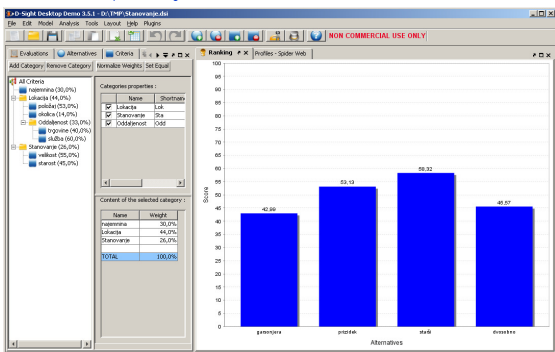 D-Sight Desktop Demo 3.5.1 - D:\TMP\Stanovanje.dsi
File Edit Model Analysis Tools Layout Help Plugins
NON COMMERCIAL USE ONLY
Evaluations Alternatives Criteria
Add Category Remove Category Normalize Weights Set Equal
All Criteria
najemnina (30,0%)
Lokacija (44,0%)
položaj (53,0%)
okolica (14,0%)
Oddaljenost (33,0%)
trgovine (40,0%)
služba (60,0%)
Stanovanje (26,0%)
velikost (55,0%)
starost (45,0%)
Categories properties :
Name Shortnam
Lokacija Lok
Stanovanje Sta
Oddaljenost Odd
Content of the selected category :
Name Weight
najemnina 30,0%
Lokacija 44,0%
Stanovanje 26,0%
TOTAL 100,0%
Ranking Profiles - Spider Web
Score
100
95
90
85
80
75
70
65
60
55
50
45
40
35
30
25
20
15
10
5
0
42,98
53,13
58,32
45,57
garsonjera prizidek starši dvosobno
Alternatives